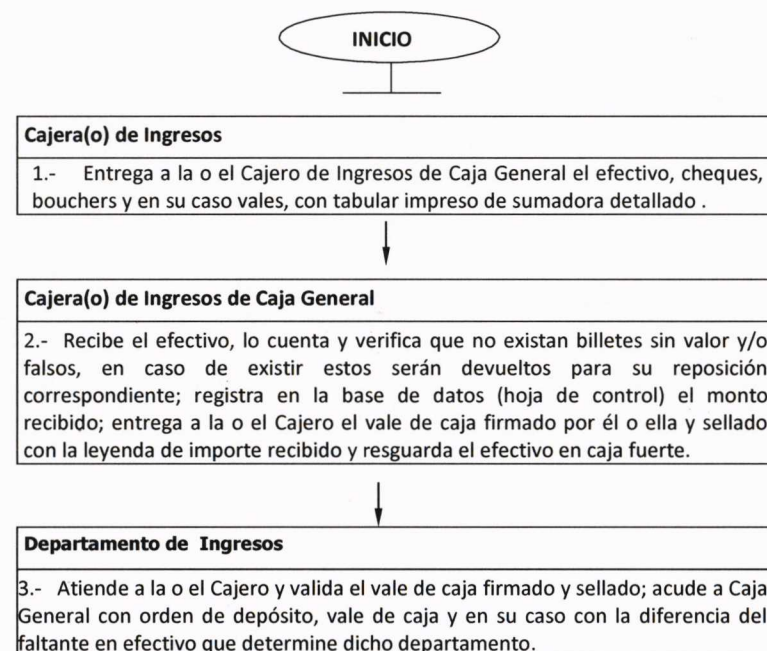 INICIO
Cajera(o) de Ingresos
1.- Entrega a la o el Cajero de Ingresos de Caja General el efectivo, cheques,
bouchers y en su caso vales, con tabular impreso de sumadora detallado .
Cajera(o) de Ingresos de Caja General
2.- Recibe el efectivo, lo cuenta y verifica que no existan billetes sin valor y/o
falsos, en caso de existir estos serán devueltos para su reposición
correspondiente; registra en la base de datos (hoja de control) el monto
recibido; entrega a la o el Cajero el vale de caja firmado por él o ella y sellado
con la leyenda de importe recibido y resguarda el efectivo en caja fuerte.
Departamento de Ingresos
3.- Atiende a la o el Cajero y valida el vale de caja firmado y sellado; acude a Caja
General con orden de depósito, vale de caja y en su caso con la diferencia del
faltante en efectivo que determine dicho departamento.